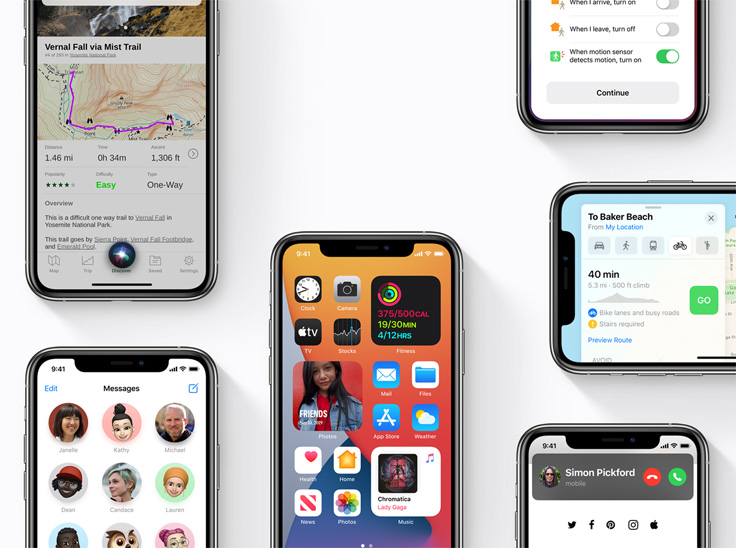 Vernal Fall via Mist Trail
#4 of 283 in Yosemite National Park
Sierra Point
Point
Mist Trail
Distance
Time
Ascent
1.46 mi
0h 34m
1,306 ft
Popularity
Difficulty
Type
★★★★★
Easy
One-Way
Overview
This is a difficult one way trail to Vernal Fall in
Yosemite National Park.
This trail goes by Sierra Point, Vernal Fall Footbridge,
and Emerald Pool.
Map
Trip
Discover
Saved
Settings
When I arrive, turn on
When I leave, turn off
When motion sensor
detects motion, turn on
Continue
To Baker Beach
From My Location
40 min
5.3 mi · 500 ft climb
GO
Bike lanes and busy roads
Stairs required
Preview Route
AVOID
9:41
Clock
Camera
375/500CAL
19/30MIN
4/12HRS
tv
TV
Stocks
Fitness
FRIENDS
Photos
Mail
Files
App Store
Weather
Health
Home
News
Photos
Chromatica
Lady Gaga
Music
9:41
Edit
Messages
Janelle
Kathy
Michael
Dean
Candace
Lauren
9:41
Simon Pickford
mobile